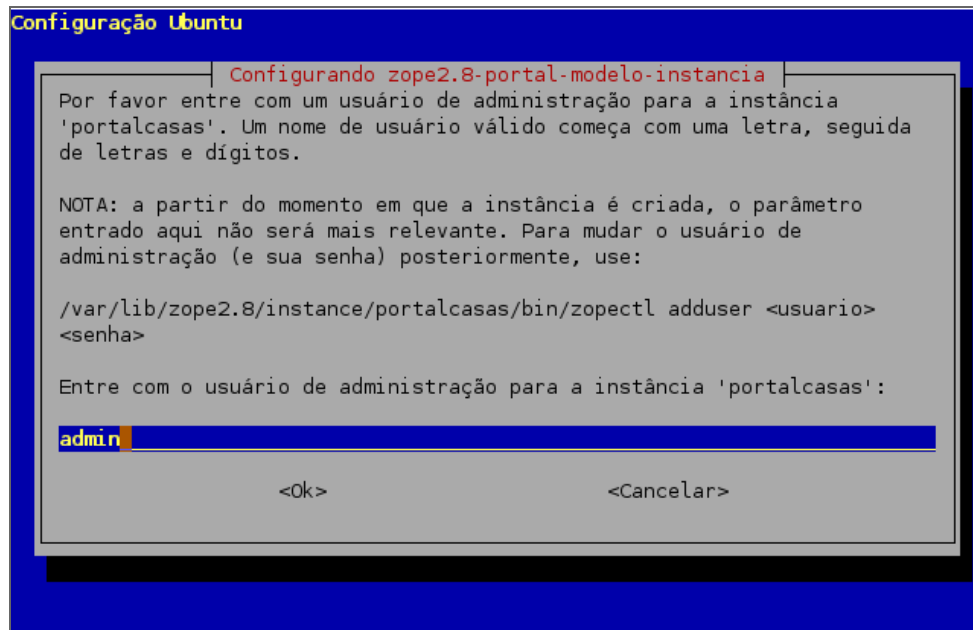 Configuração Ubuntu
Configurando zope2.8-portal-modelo-instancia
Por favor entre com um usuário de administração para a instância
'portalcasas'. Um nome de usuário válido começa com uma letra, seguida
de letras e dígitos.
NOTA: a partir do momento em que a instância é criada, o parâmetro
entrado aqui não será mais relevante. Para mudar o usuário de
administração (e sua senha) posteriormente, use:
/var/lib/zope2.8/instance/portalcasas/bin/zopectl adduser <usuario>
<senha>
Entre com o usuário de administração para a instância 'portalcasas':
admin
<Ok> <Cancelar>